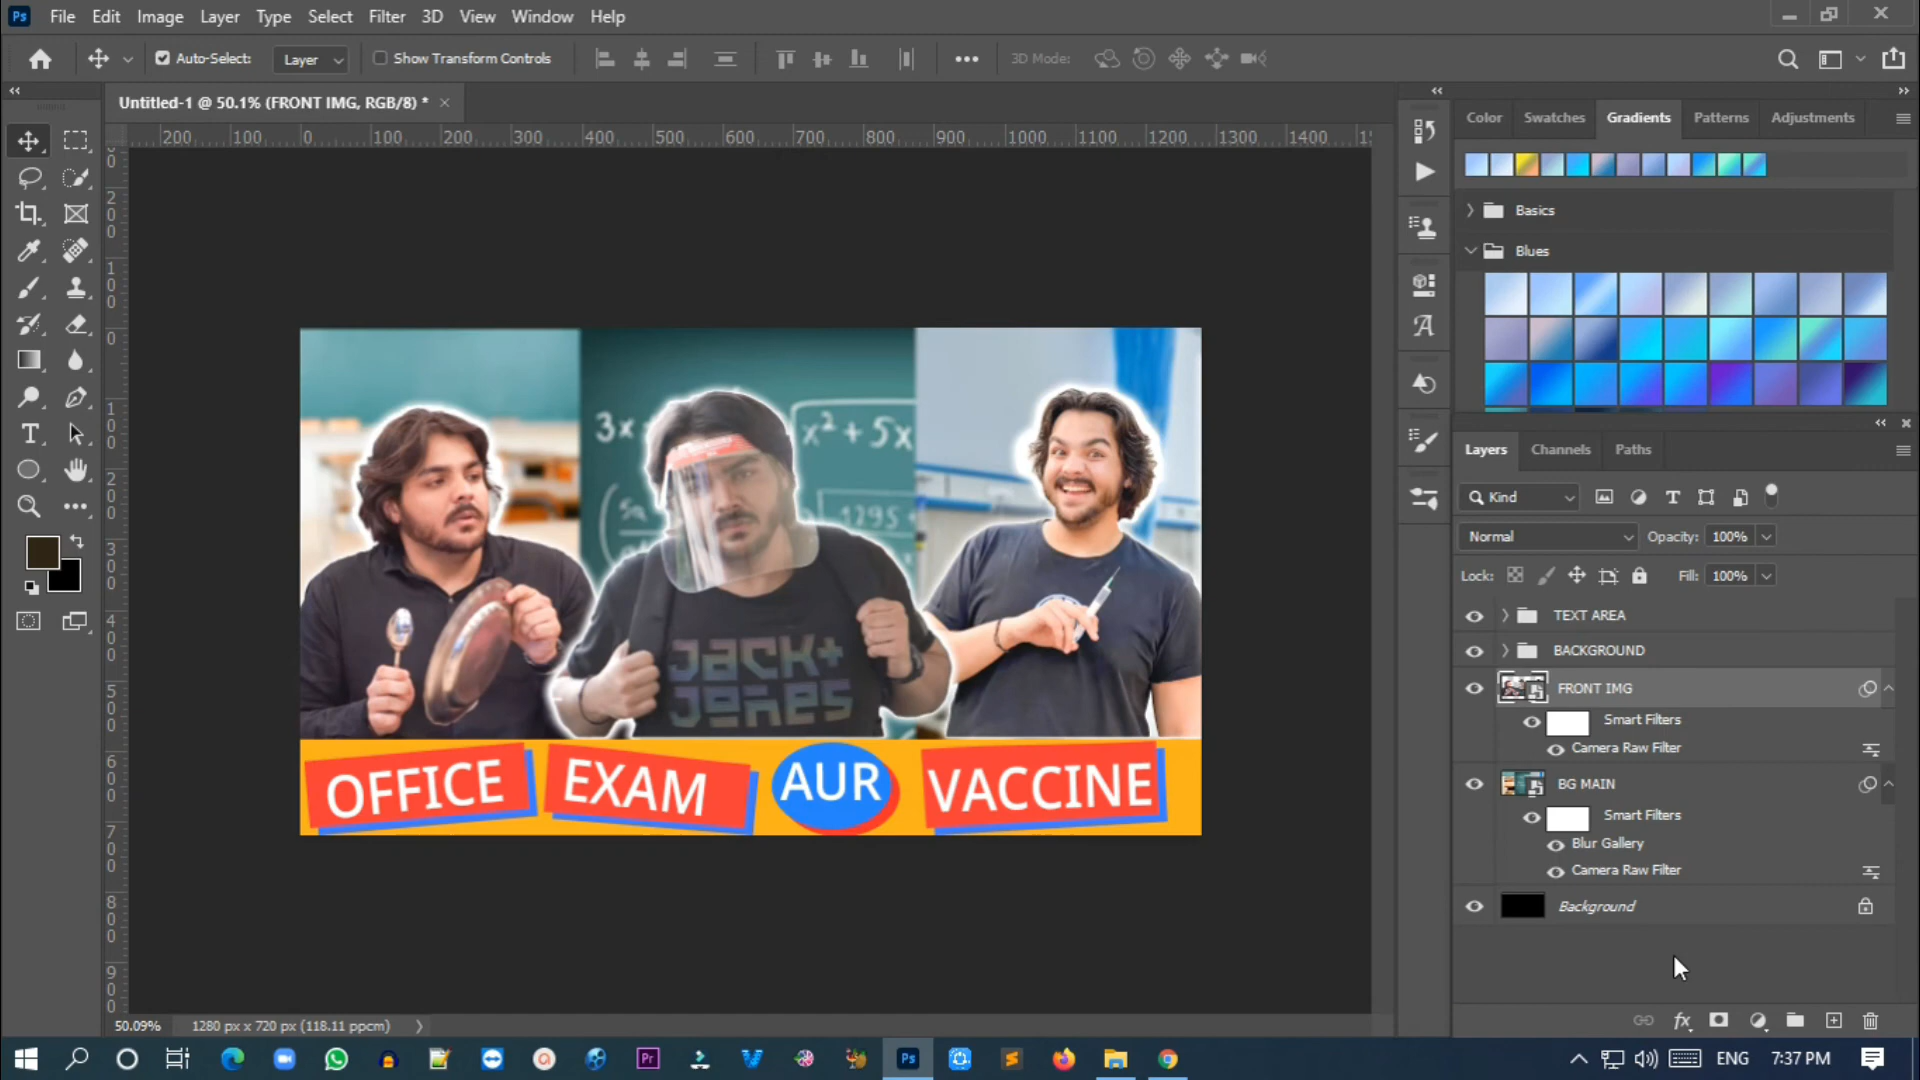 Ps File Edit Image Layer Type Select Filter 3D View Window Help
Auto-Select: Layer Show Transform Controls 3D Mode:
Untitled-1 @ 50.1% (FRONT IMG, RGB/8) *
Color Swatches Gradients Patterns Adjustments
200 100 0 100 200 300 400 500 600 700 800 900 1000 1100 1200 1300 1400
Basics
Blues
3x
x² + 5x
1295
JACK+
JONES
OFFICE EXAM AUR VACCINE
Layers Channels Paths
Kind
Normal Opacity: 100%
Lock: Fill: 100%
TEXT AREA
BACKGROUND
FRONT IMG
Smart Filters
Camera Raw Filter
BG MAIN
Smart Filters
Blur Gallery
Camera Raw Filter
Background
50.09% 1280 px x 720 px (118.11 ppcm)
fx
Pr Ps ENG 7:37 PM